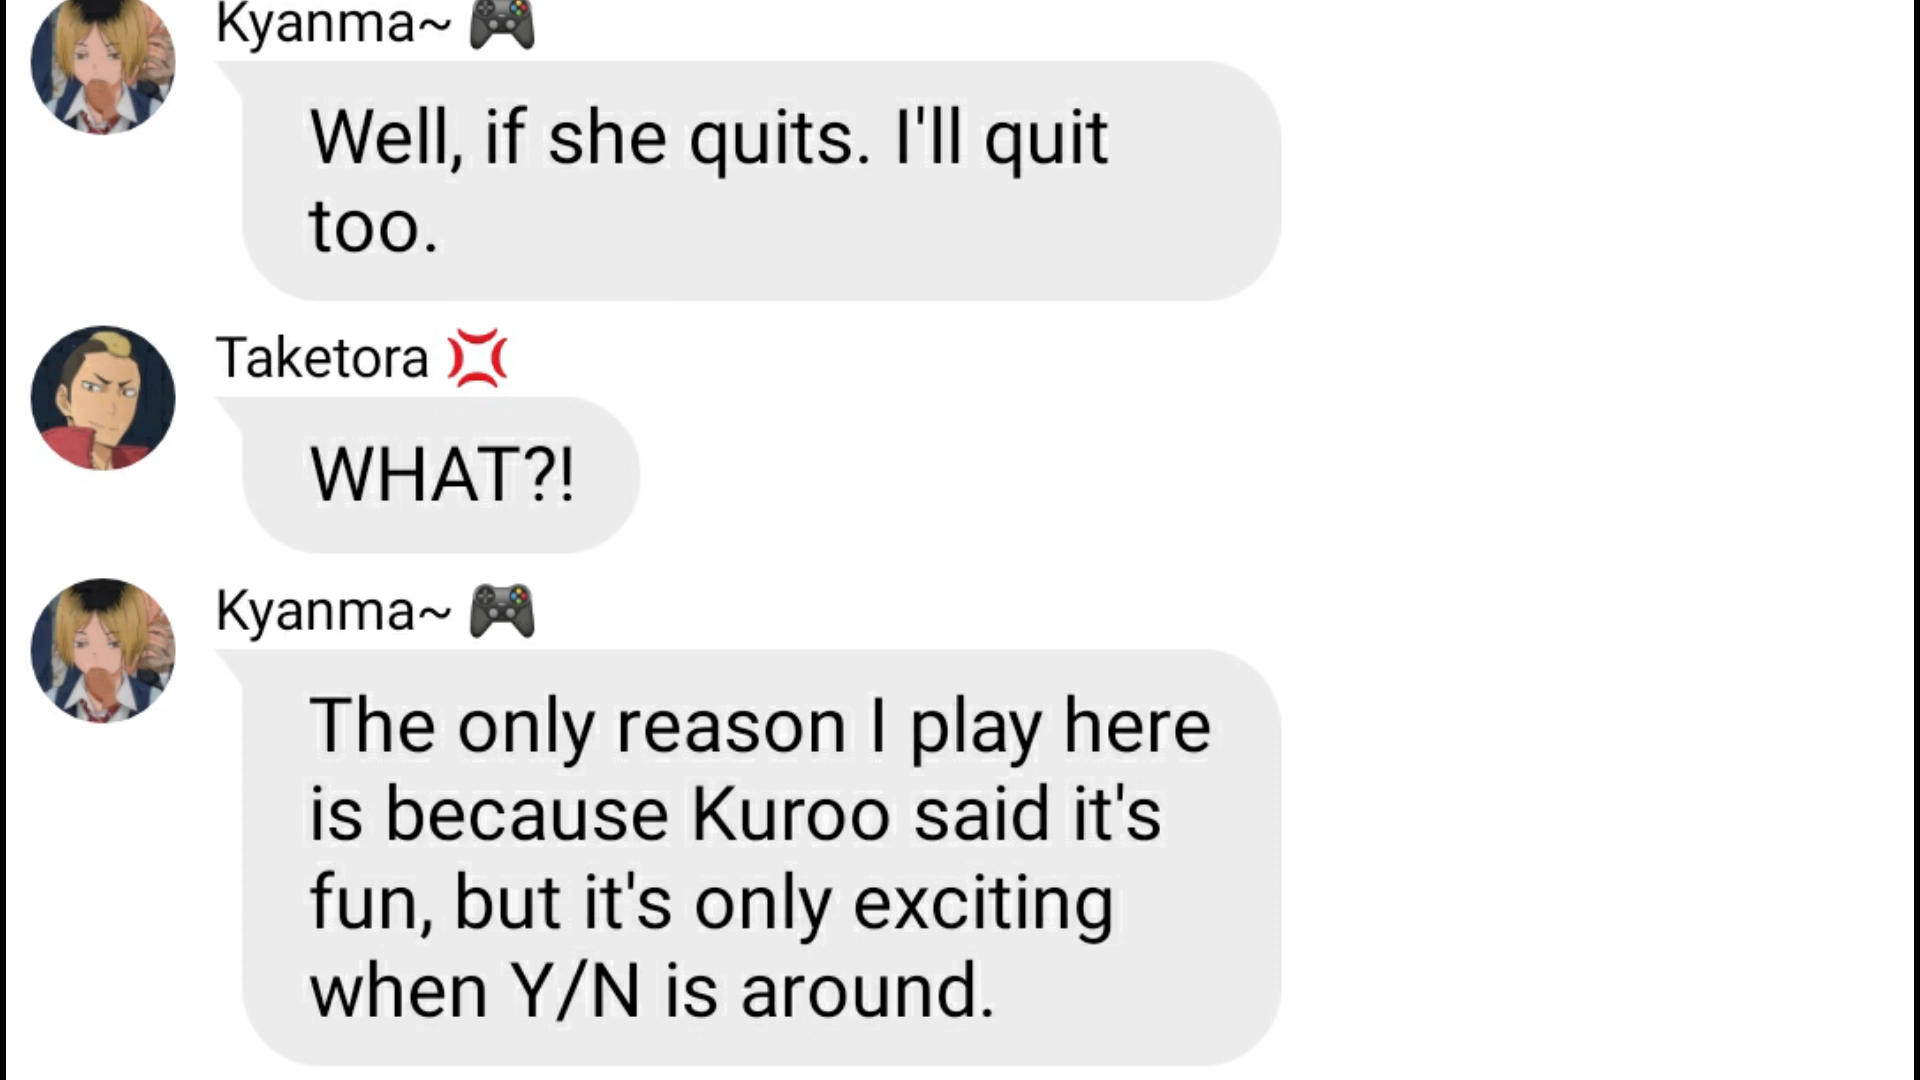 Kyanma~ 🎮
Well, if she quits. I'll quit
too.
Taketora 💢
WHAT?!
Kyanma~ 🎮
The only reason I play here
is because Kuroo said it's
fun, but it's only exciting
when Y/N is around.